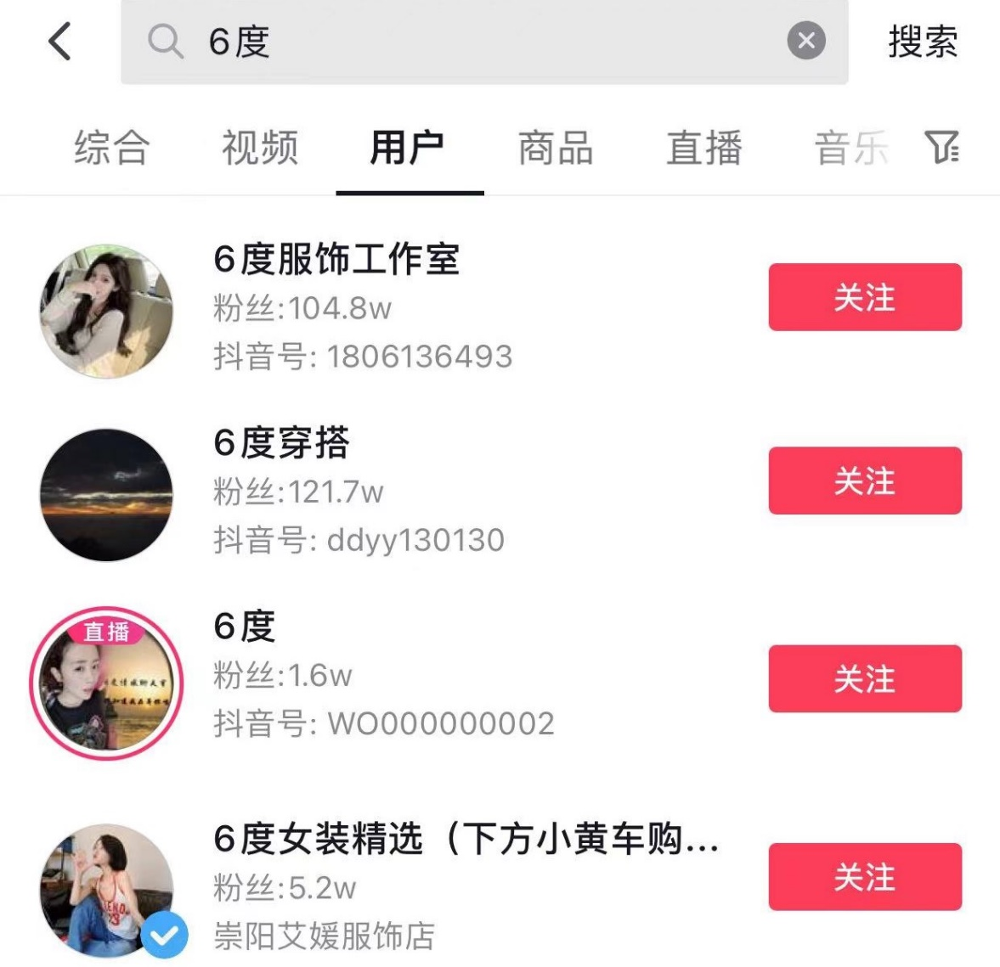 6度
搜索
综合
视频
用户
商品
直播
音乐
6度服饰工作室
粉丝:104.8w
关注
抖音号: 1806136493
6度穿搭
粉丝:121.7w
关注
抖音号: ddyy130130
直播
6度
粉丝:1.6w
关注
抖音号: WO000000002
6度女装精选（下方小黄车购...
粉丝:5.2w
关注
崇阳艾媛服饰店